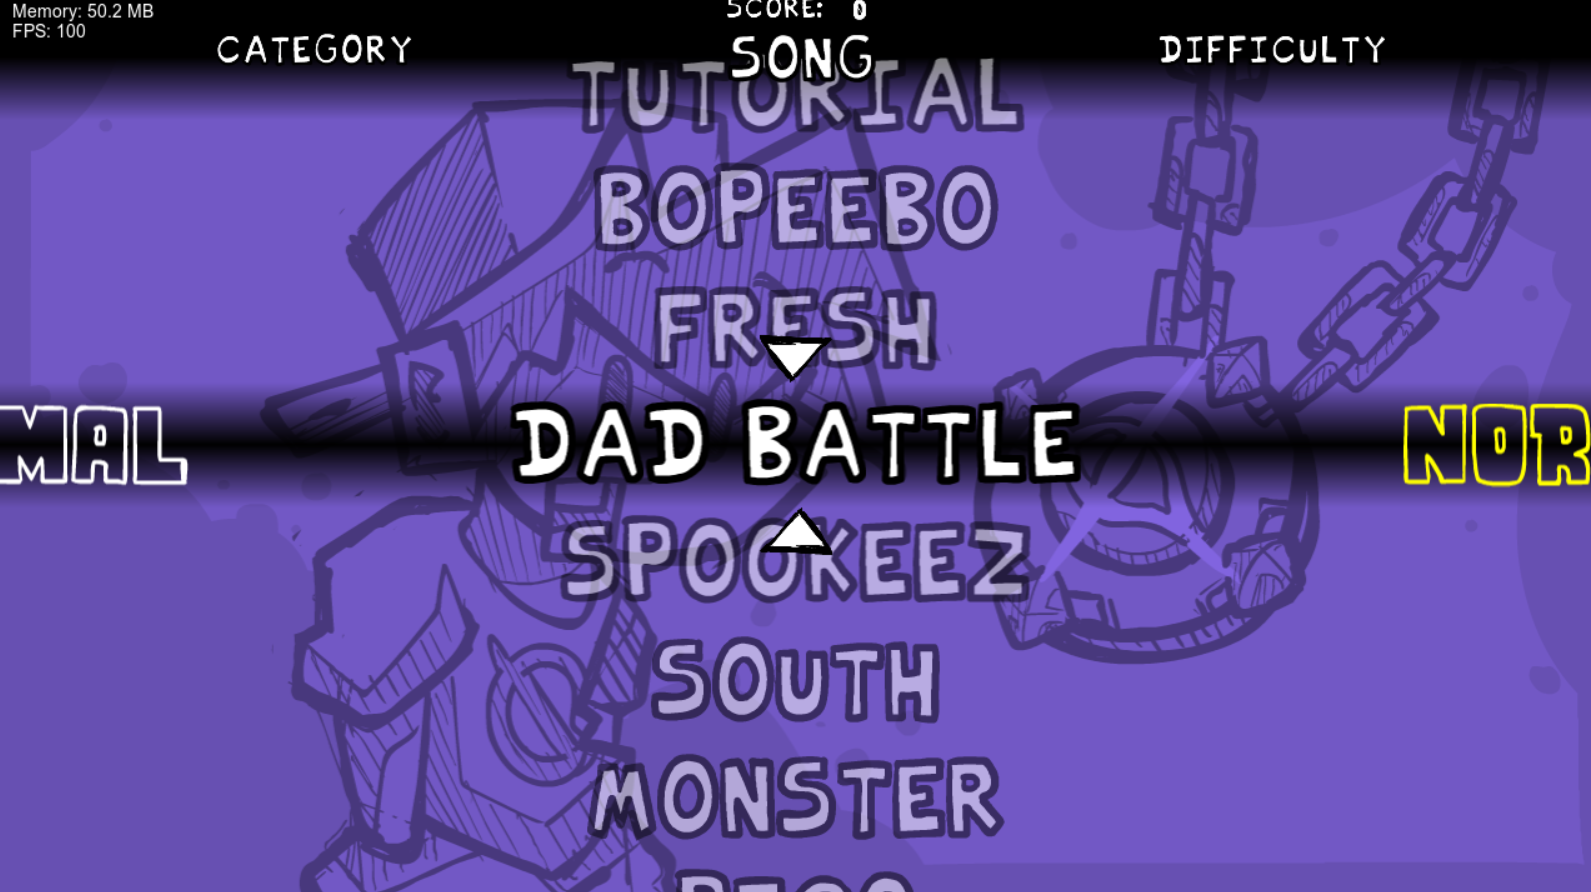 Memory: 50.2 MB
FPS: 100
SCORE: 0
CATEGORY
SONG
DIFFICULTY
TUTORIAL
BOPEEBO
FRESH
MAL
DAD BATTLE
NOR
SPOOKEEZ
SOUTH
MONSTER